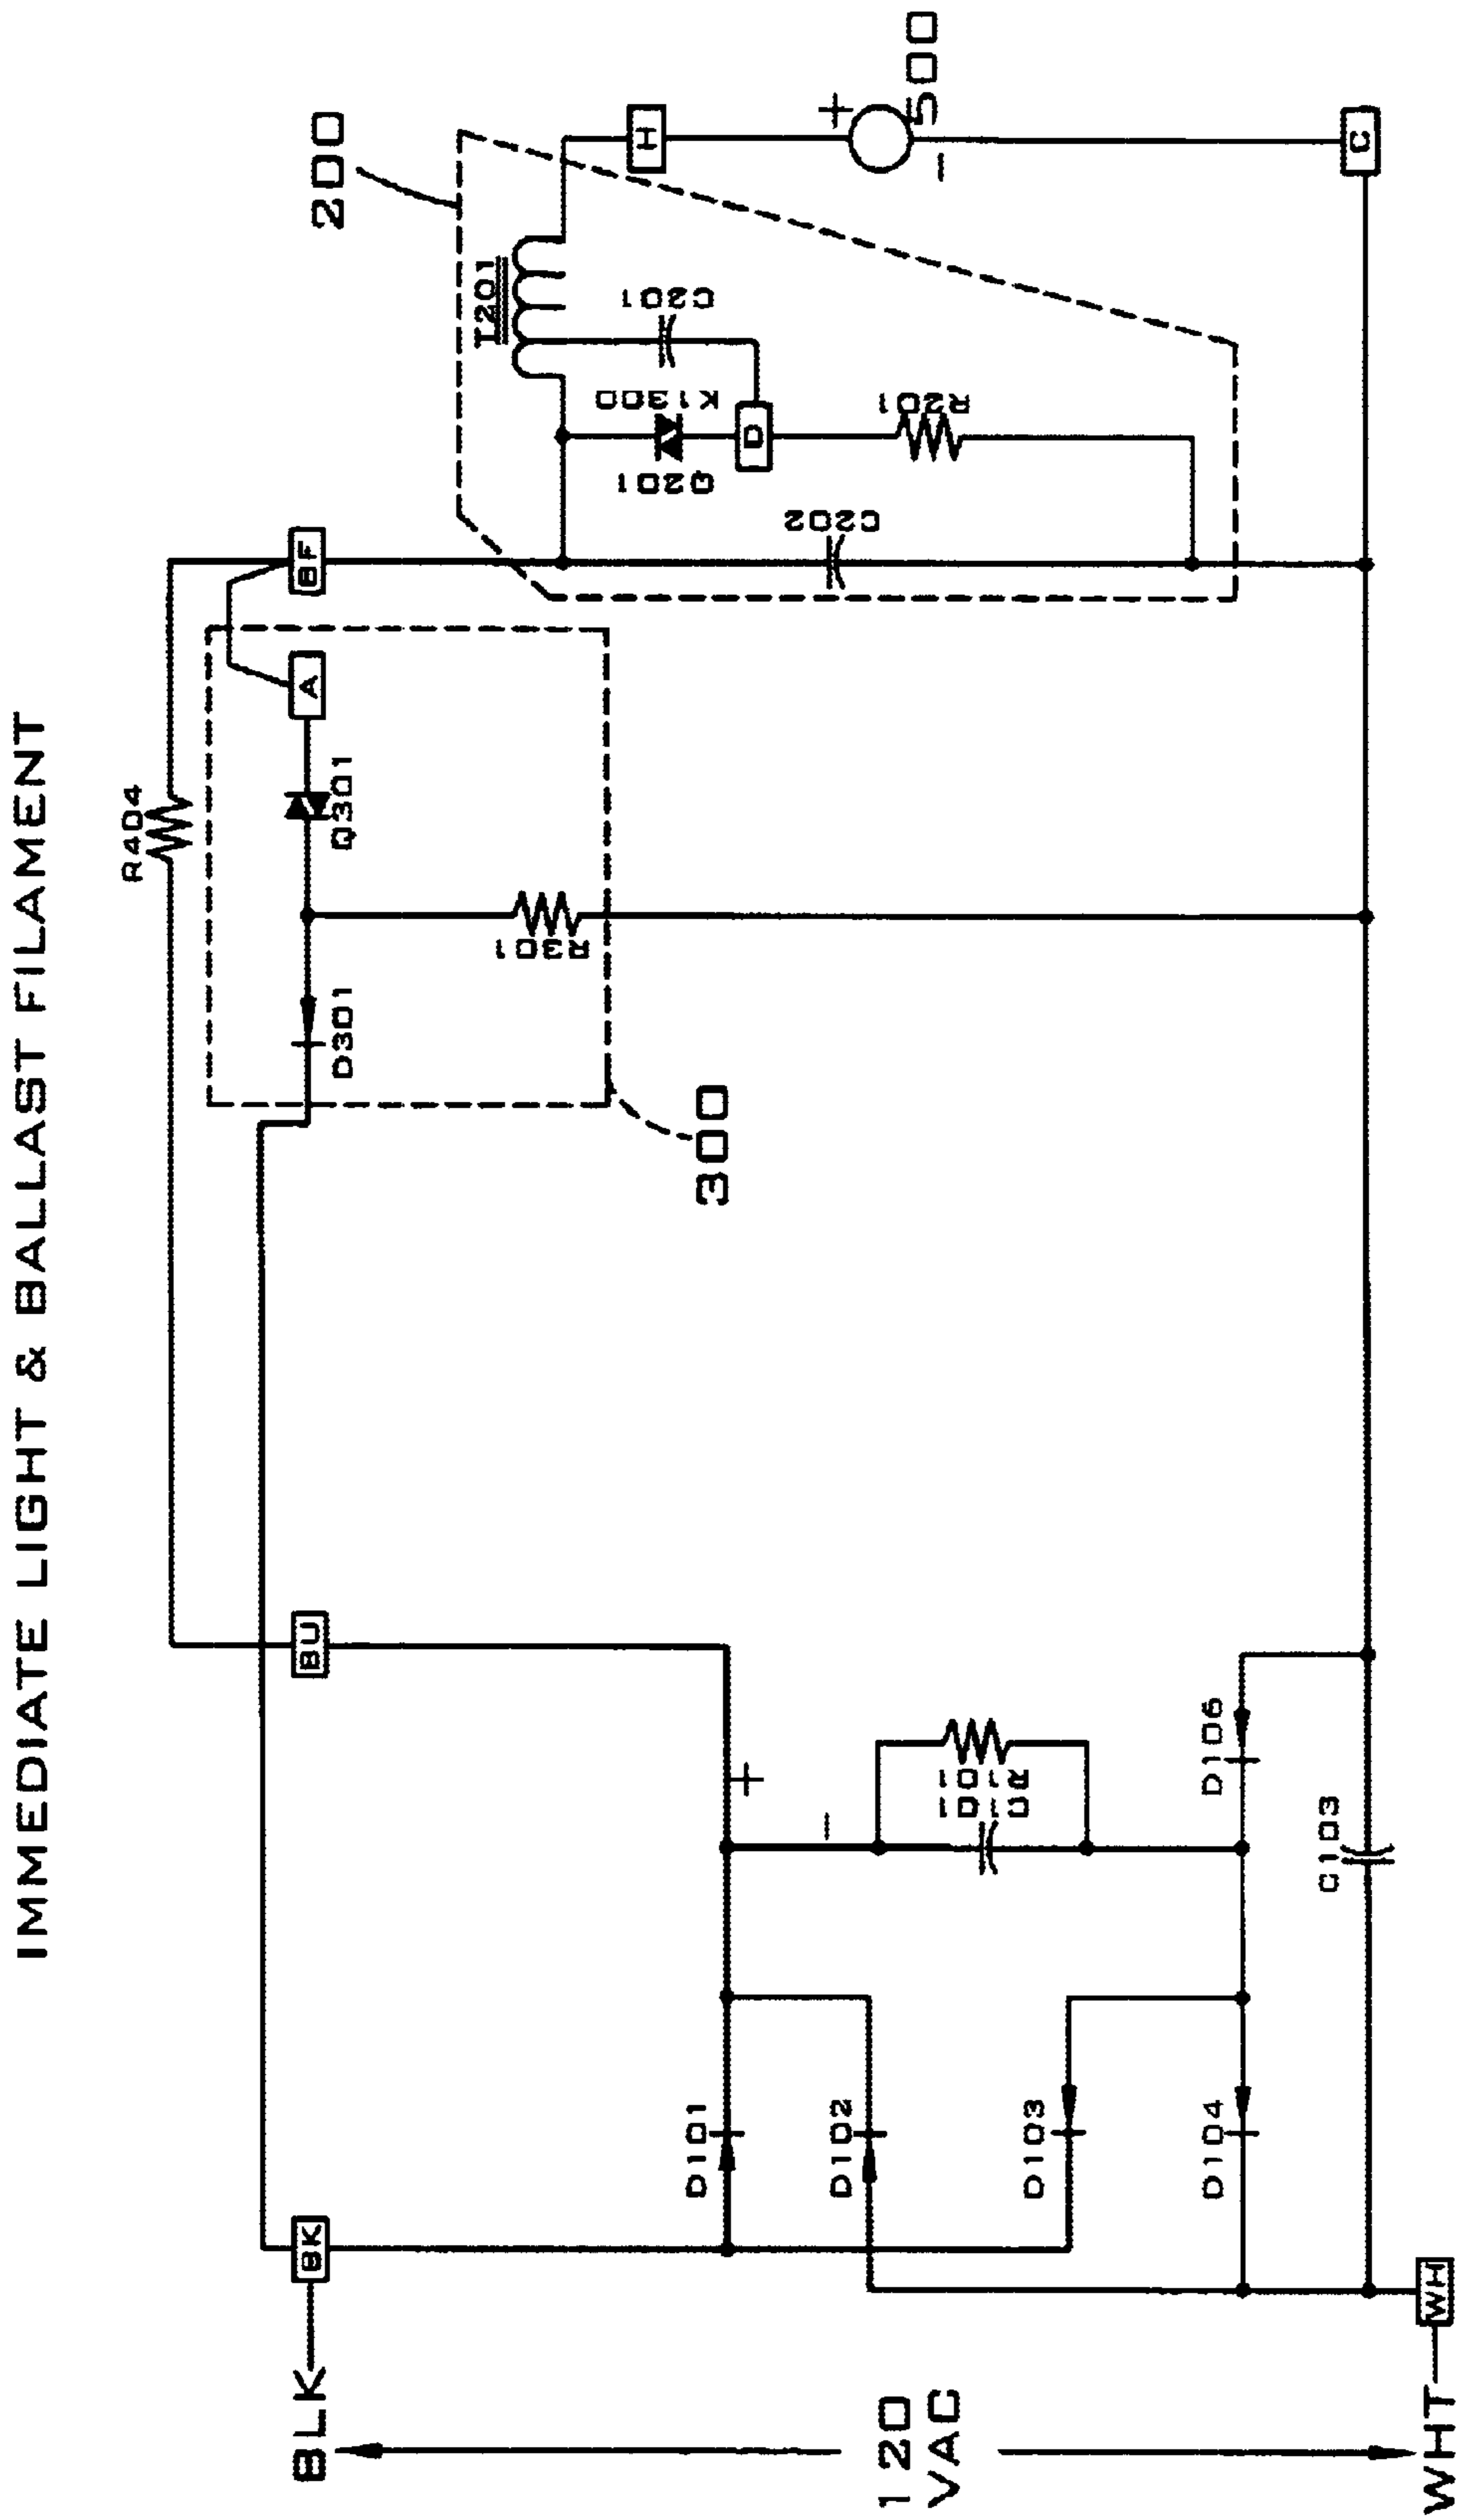 IMMEDIATE LIGHT & BALLAST FILAMENT
R404
200
BF
A
Q301
D301
R301
300
T201
C201
K1300
Q201
D
R201
C202
H
+
500
-
C
BU
+
-
R101
C101
D106
C103
D101
D102
D103
D104
BK
BLK
120
VAC
WH
WHT